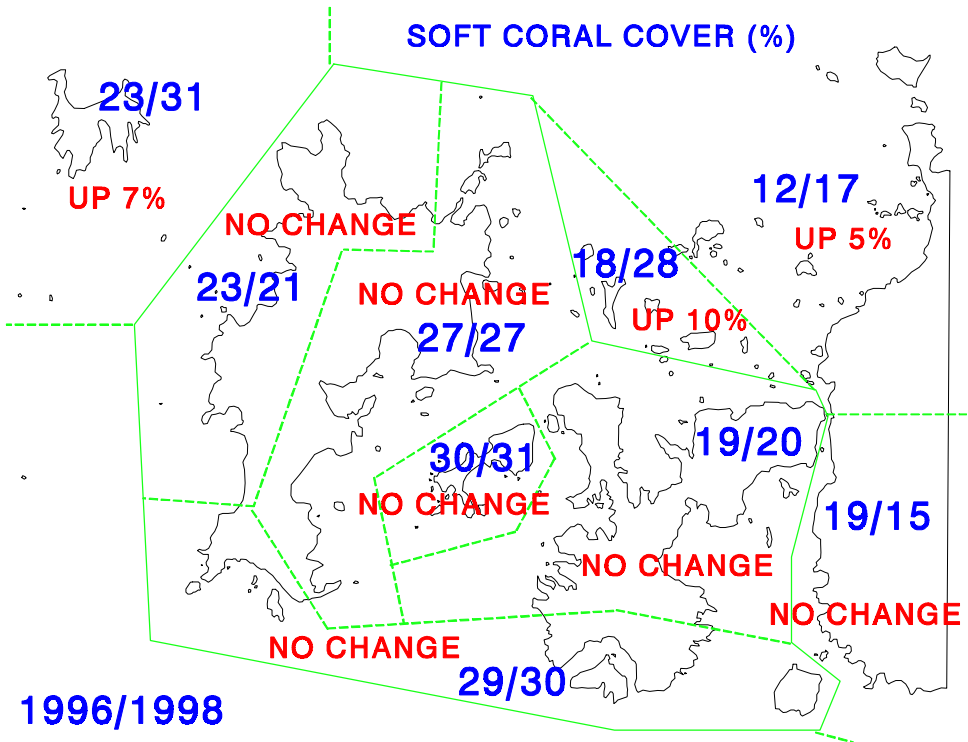 SOFT CORAL COVER (%)
23/31
UP 7%
12/17
UP 5%
NO CHANGE
23/21
18/28
UP 10%
NO CHANGE
27/27
30/31
NO CHANGE
19/20
NO CHANGE
19/15
NO CHANGE
NO CHANGE
29/30
1996/1998